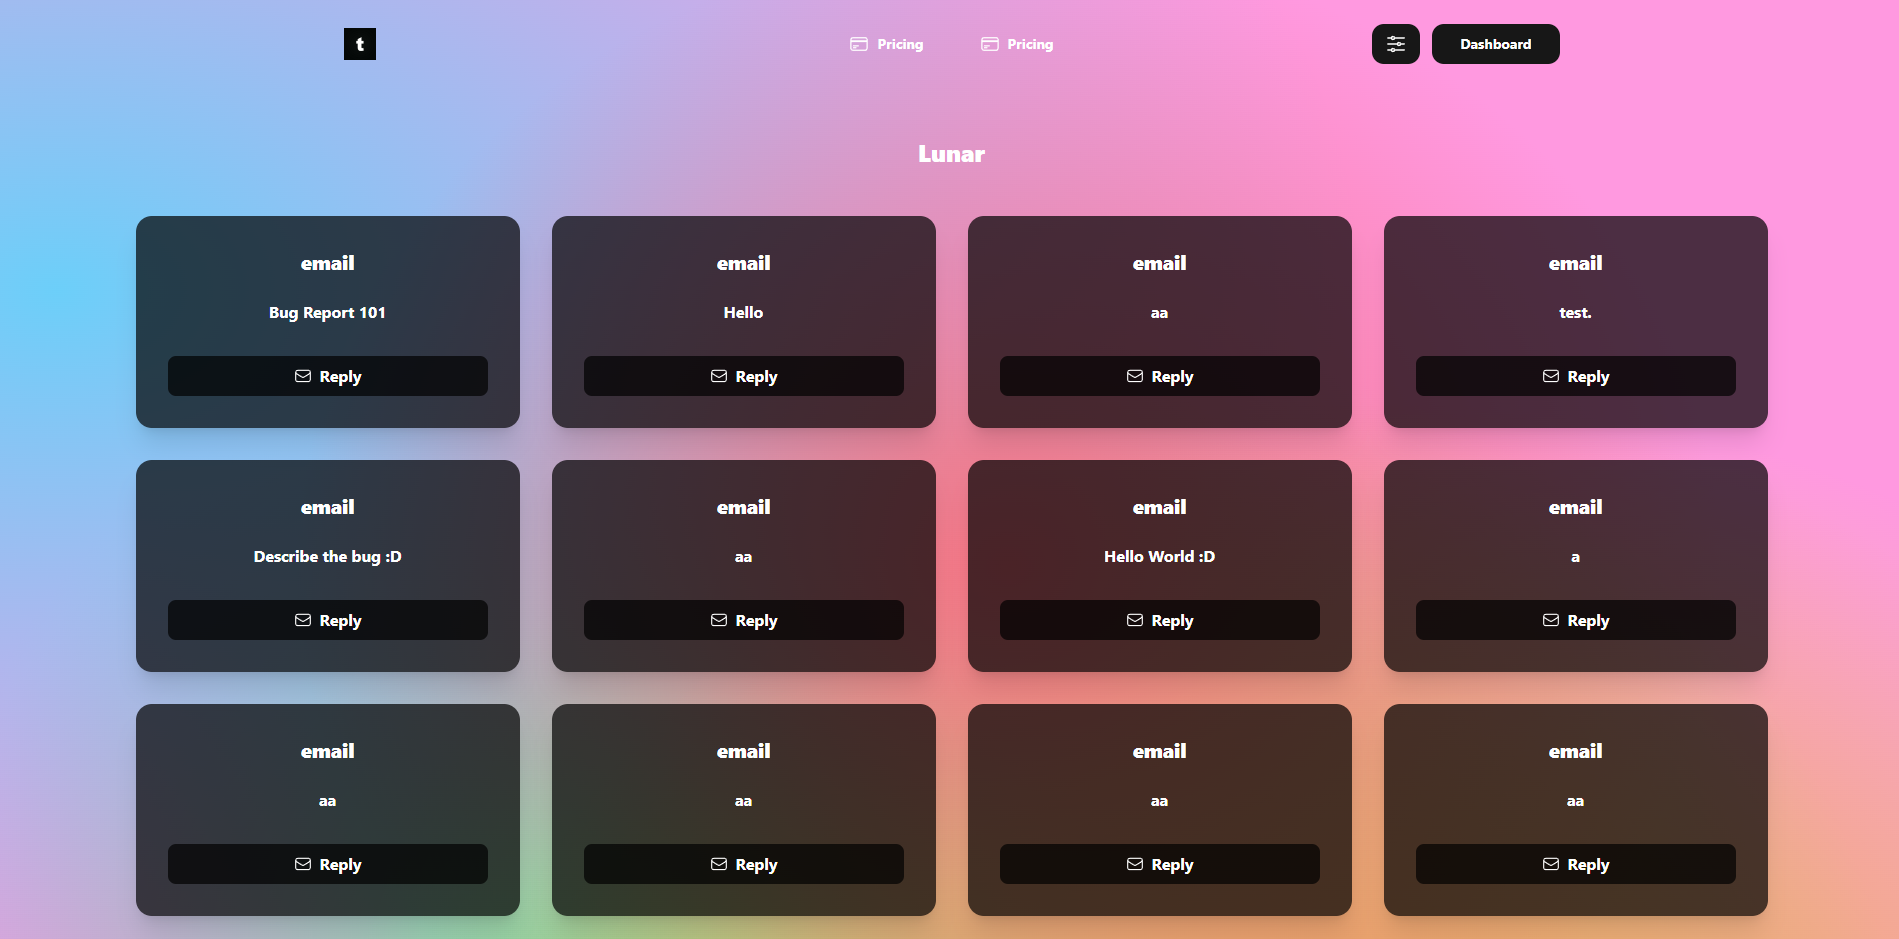 t
Pricing
Pricing
Dashboard
Lunar
email
Bug Report 101
Reply
email
Hello
Reply
email
aa
Reply
email
test.
Reply
email
Describe the bug :D
Reply
email
aa
Reply
email
Hello World :D
Reply
email
a
Reply
email
aa
Reply
email
aa
Reply
email
aa
Reply
email
aa
Reply